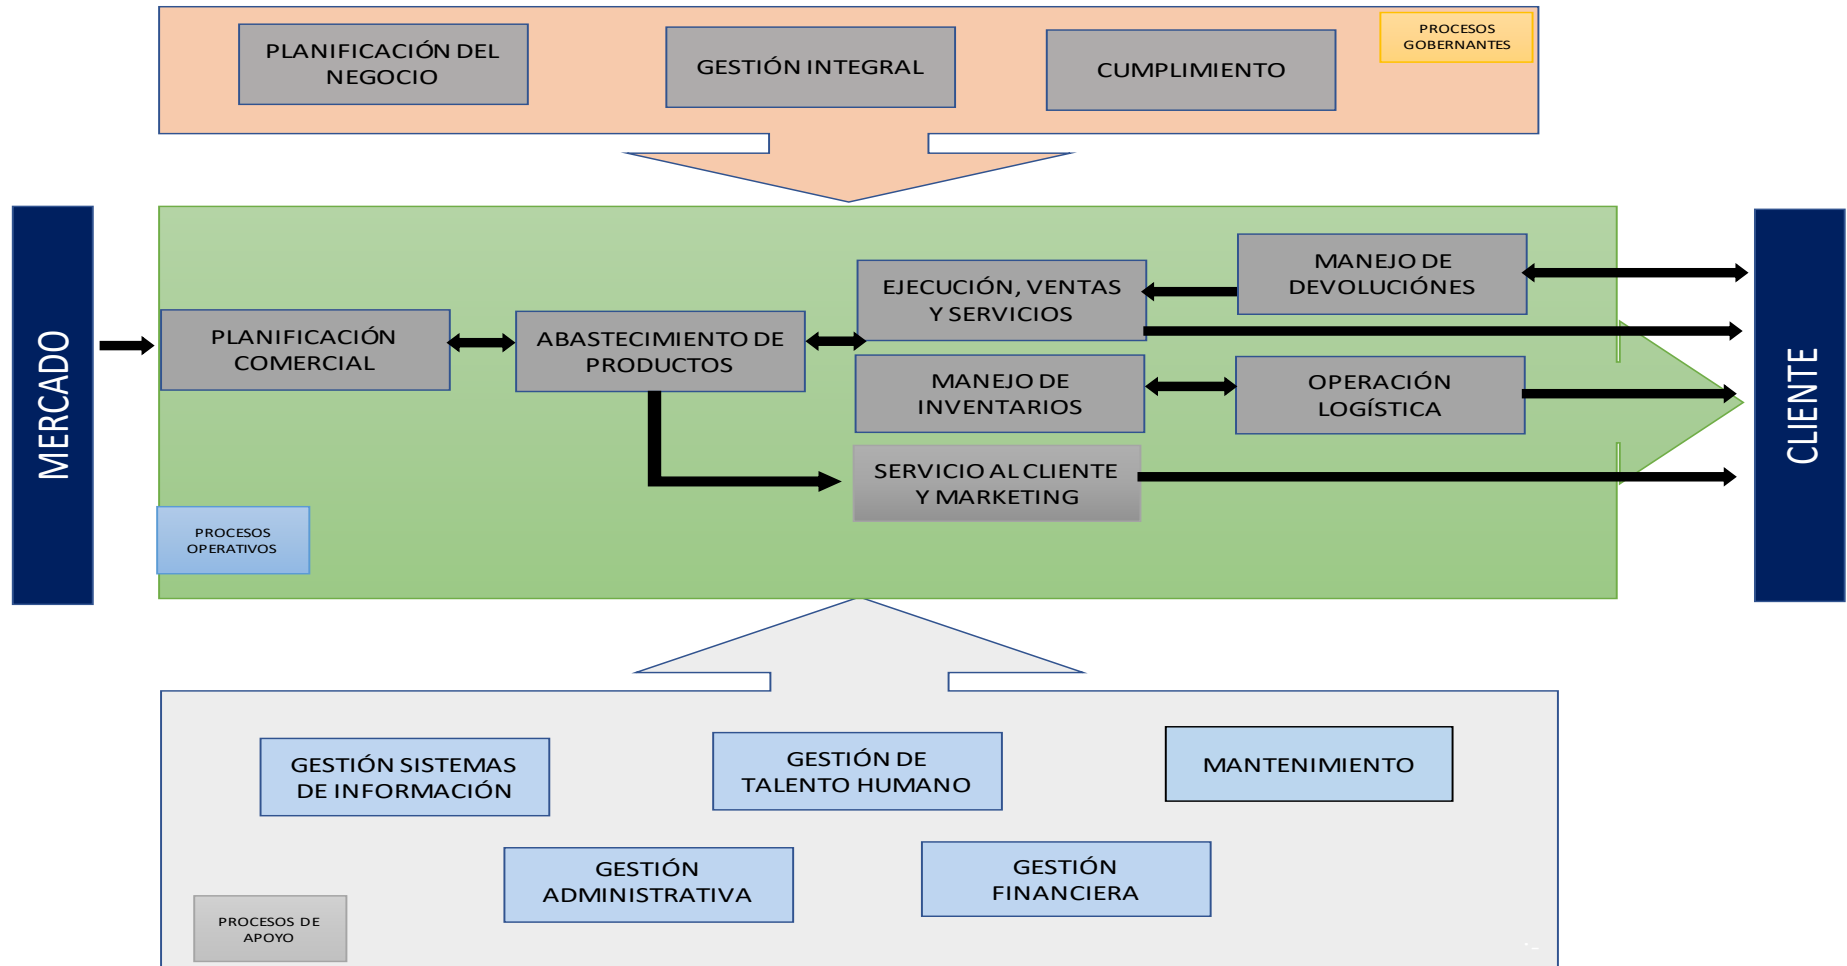 PROCESOS
GOBERNANTES
PLANIFICACIÓN DEL
NEGOCIO
GESTIÓN INTEGRAL
CUMPLIMIENTO
MERCADO
PLANIFICACIÓN
COMERCIAL
ABASTECIMIENTO DE
PRODUCTOS
EJECUCIÓN, VENTAS
Y SERVICIOS
MANEJO DE
DEVOLUCIÓNES
MANEJO DE
INVENTARIOS
OPERACIÓN
LOGÍSTICA
SERVICIO AL CLIENTE
Y MARKETING
CLIENTE
PROCESOS
OPERATIVOS
GESTIÓN SISTEMAS
DE INFORMACIÓN
GESTIÓN DE
TALENTO HUMANO
MANTENIMIENTO
GESTIÓN
ADMINISTRATIVA
GESTIÓN
FINANCIERA
PROCESOS DE
APOYO